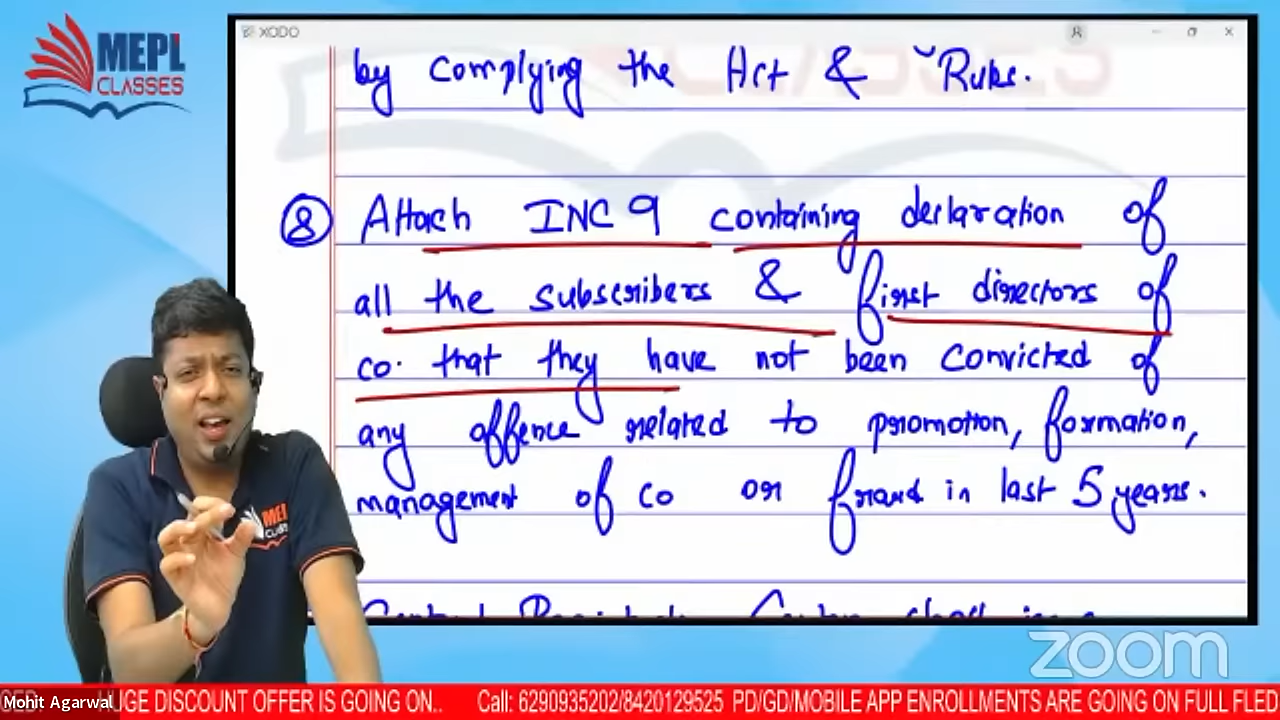 MEPL
CLASSES
XODO
by complying the Act & Rules.
⑧ Attach INC 9 containing declaration of
all the subscribers & first directors of
co. that they have not been convicted of
any offence related to promotion, formation,
management of co or fraud in last 5 years.
MEPL
zoom
Mohit Agarwal
HUGE DISCOUNT OFFER IS GOING ON.. Call: 6290935202/8420129525 PD/GD/MOBILE APP ENROLLMENTS ARE GOING ON FULL FLED